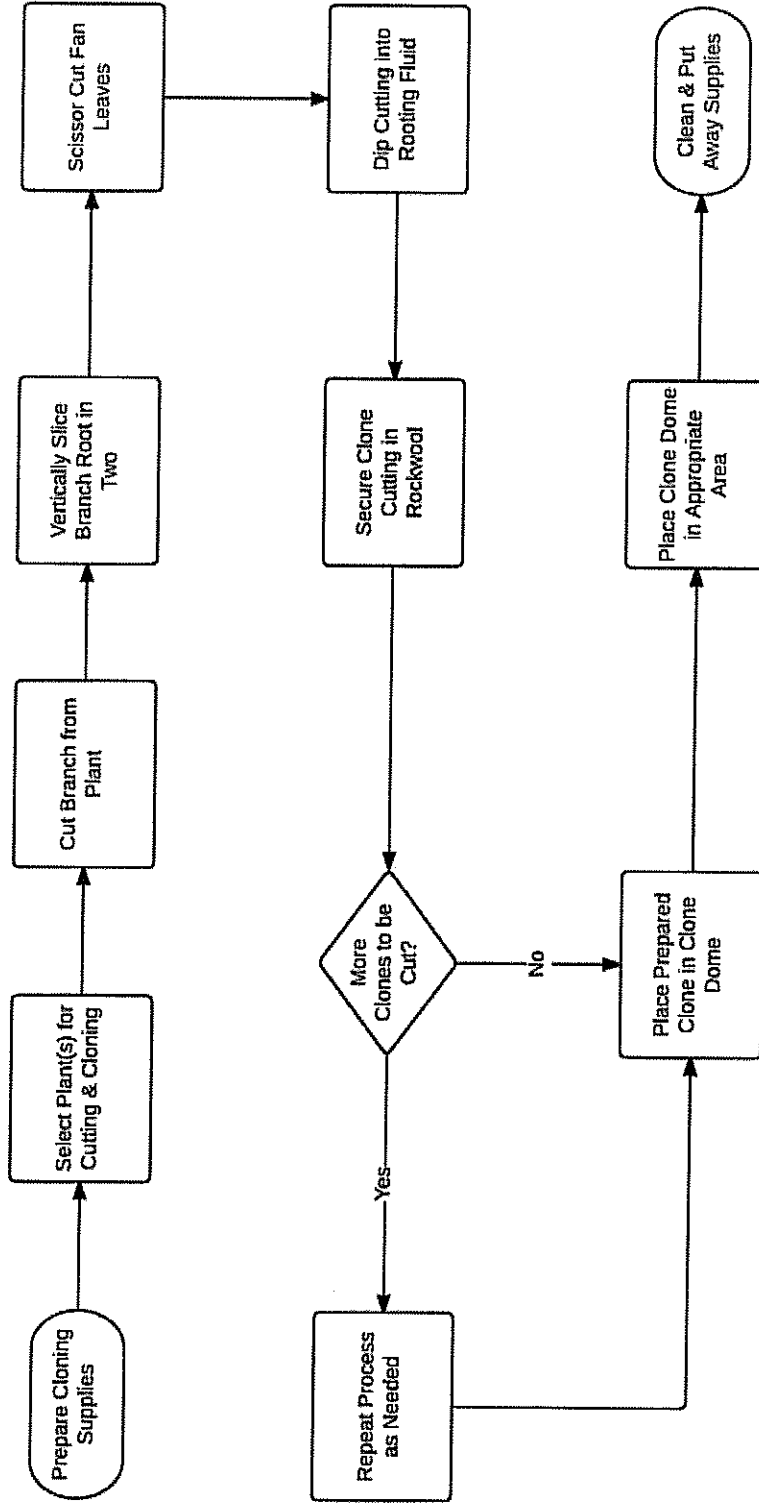 Prepare Cloning
Supplies
Select Plant(s) for
Cutting & Cloning
Cut Branch from
Plant
Vertically Slice
Branch Root in
Two
Scissor Cut Fan
Leaves
Dip Cutting into
Rooting Fluid
Secure Clone
Cutting in
Rockwool
More
Clones to be
Cut?
Yes
No
Repeat Process
as Needed
Place Prepared
Clone in Clone
Dome
Place Clone Dome
in Appropriate
Area
Clean & Put
Away Supplies